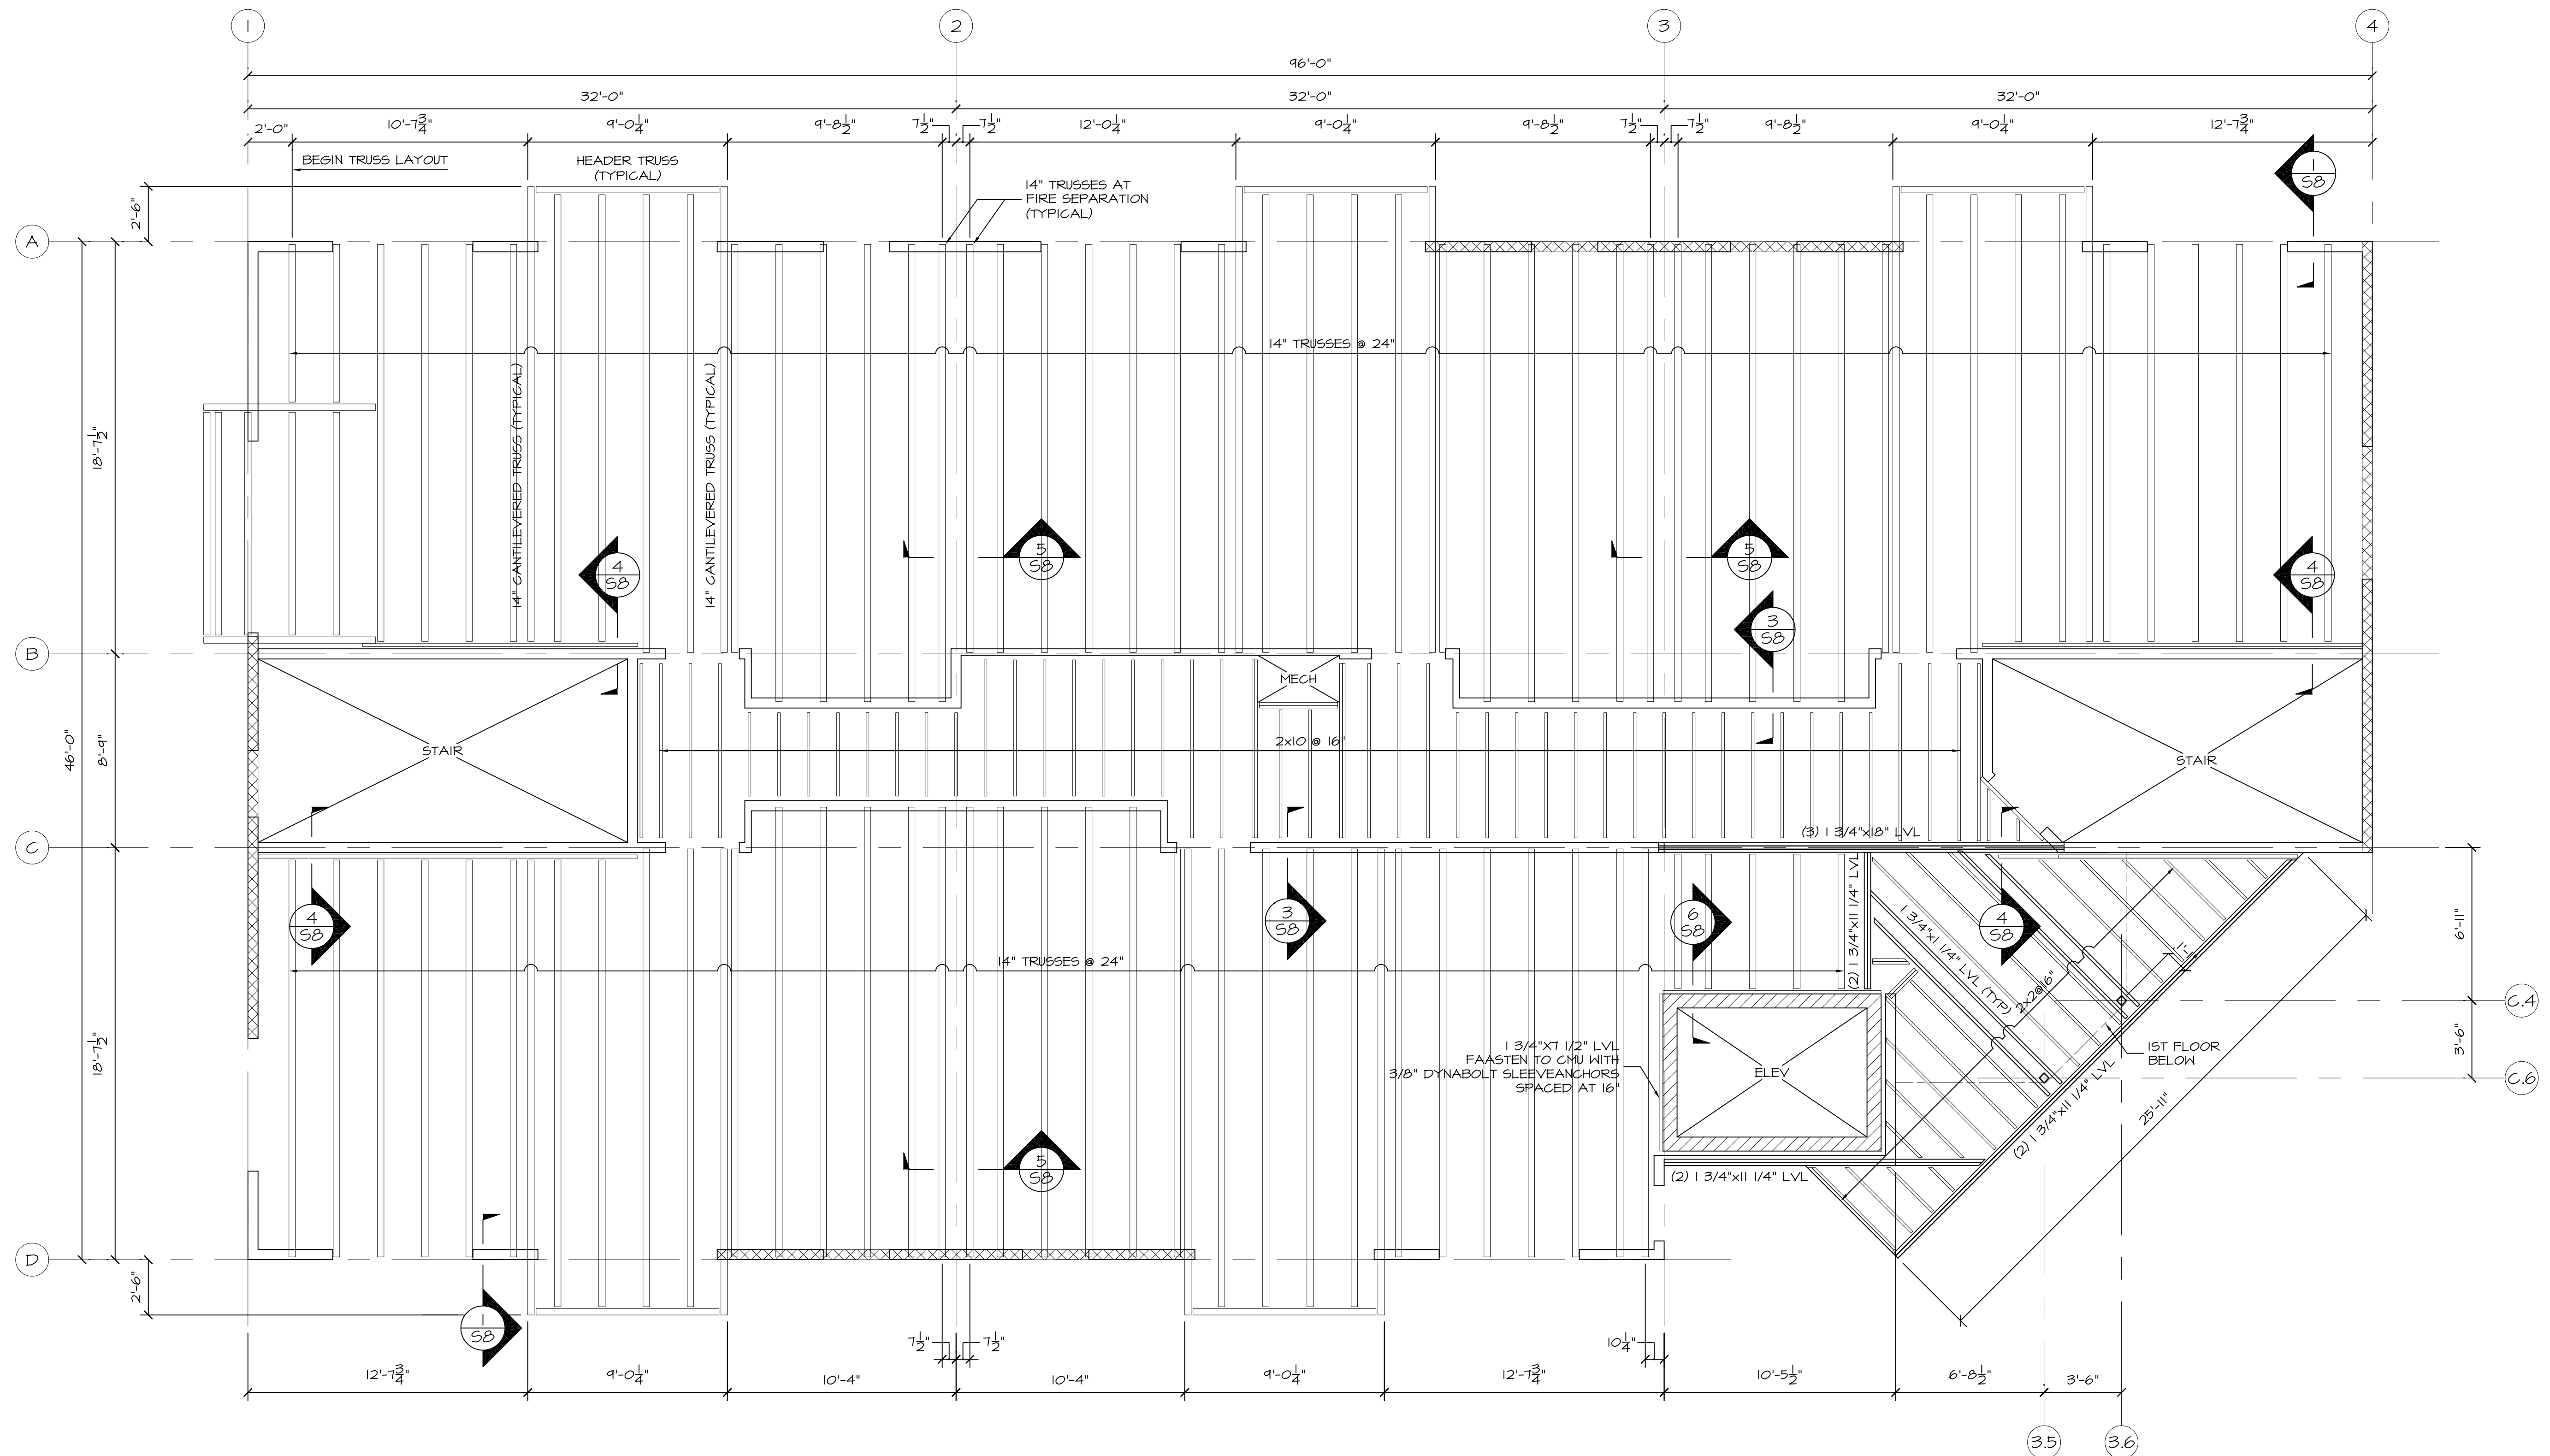 1
2
3
4
96'-0"
32'-0"
32'-0"
32'-0"
2'-0"
10'-7 3/4"
9'-0 1/4"
9'-8 1/2"
7 1/2"
7 1/2"
12'-0 1/4"
9'-0 1/4"
9'-8 1/2"
7 1/2"
7 1/2"
9'-8 1/2"
9'-0 1/4"
12'-7 3/4"
BEGIN TRUSS LAYOUT
HEADER TRUSS
(TYPICAL)
14" TRUSSES AT
FIRE SEPARATION
(TYPICAL)
1
S8
2'-6"
A
14" TRUSSES @ 24"
14" CANTILEVERED TRUSS (TYPICAL)
14" CANTILEVERED TRUSS (TYPICAL)
18'-7 1/2"
4
S8
5
S8
5
S8
4
S8
3
S8
B
MECH
46'-0"
8'-9"
STAIR
2x10 @ 16"
STAIR
(3) 1 3/4"x18" LVL
C
4
S8
3
S8
6
S8
4
S8
(2) 1 3/4"x11 1/4" LVL
1 3/4"x1 1/4" LVL (TYP)
2x2@16"
1'-
6'-11"
14" TRUSSES @ 24"
C.4
18'-7 1/2"
1 3/4"X7 1/2" LVL
FAASTEN TO CMU WITH
3/8" DYNABOLT SLEEVEANCHORS
SPACED AT 16"
ELEV
1ST FLOOR
BELOW
3'-6"
C.6
(2) 1 3/4"x11 1/4" LVL
25'-11"
5
S8
(2) 1 3/4"x11 1/4" LVL
D
2'-6"
1
S8
7 1/2"
7 1/2"
10 1/4"
12'-7 3/4"
9'-0 1/4"
10'-4"
10'-4"
9'-0 1/4"
12'-7 3/4"
10'-5 1/2"
6'-8 1/2"
3'-6"
3.5
3.6